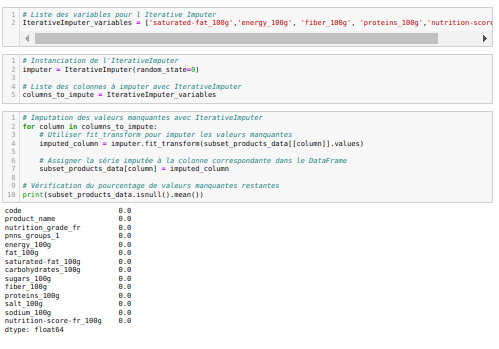 1 # Liste des variables pour l Iterative Imputer
2 IterativeImputer_variables = ['saturated-fat_100g','energy_100g', 'fiber_100g', 'proteins_100g','nutrition-score
1 # Instanciation de l'IterativeImputer
2 imputer = IterativeImputer(random_state=0)
3
4 # Liste des colonnes à imputer avec IterativeImputer
5 columns_to_impute = IterativeImputer_variables
1 # Imputation des valeurs manquantes avec IterativeImputer
2 for column in columns_to_impute:
3 # Utiliser fit_transform pour imputer les valeurs manquantes
4 imputed_column = imputer.fit_transform(subset_products_data[[column]].values)
5
6 # Assigner la série imputée à la colonne correspondante dans le DataFrame
7 subset_products_data[column] = imputed_column
8
9 # Vérification du pourcentage de valeurs manquantes restantes
10 print(subset_products_data.isnull().mean())
code 0.0
product_name 0.0
nutrition_grade_fr 0.0
pnns_groups_1 0.0
energy_100g 0.0
fat_100g 0.0
saturated-fat_100g 0.0
carbohydrates_100g 0.0
sugars_100g 0.0
fiber_100g 0.0
proteins_100g 0.0
salt_100g 0.0
sodium_100g 0.0
nutrition-score-fr_100g 0.0
dtype: float64